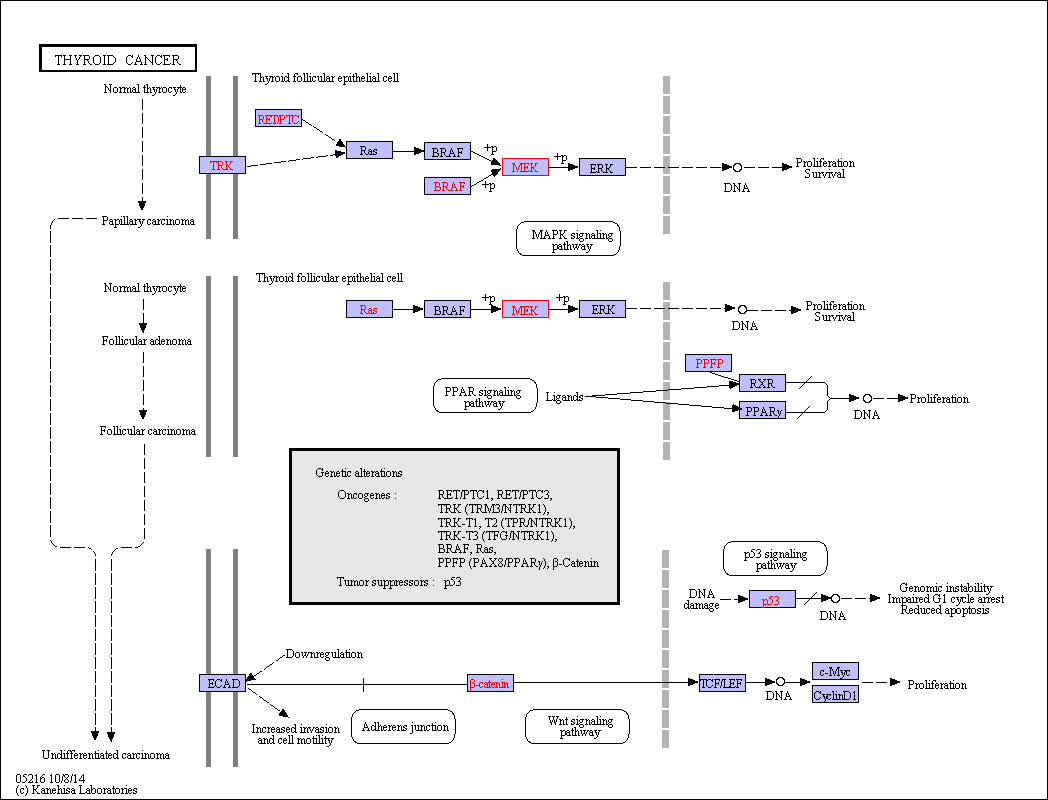 THYROID CANCER
Normal thyrocyte
Thyroid follicular epithelial cell
RET/PTC
TRK
Ras
BRAF
+p
BRAF
+p
MEK
+p
ERK
DNA
Proliferation
Survival
Papillary carcinoma
MAPK signaling
pathway
Thyroid follicular epithelial cell
Normal thyrocyte
Ras
BRAF
+p
MEK
+p
ERK
DNA
Proliferation
Survival
Follicular adenoma
PPFP
RXR
PPARγ
PPAR signaling
pathway
Ligands
DNA
Proliferation
Follicular carcinoma
Genetic alterations
Oncogenes :
RET/PTC1, RET/PTC3,
TRK (TRM3/NTRK1),
TRK-T1, T2 (TPR/NTRK1),
TRK-T3 (TFG/NTRK1),
BRAF, Ras,
PPFP (PAX8/PPARγ), β-Catenin
Tumor suppressors : p53
p53 signaling
pathway
DNA
damage
p53
DNA
Genomic instability
Impaired G1 cycle arrest
Reduced apoptosis
Downregulation
ECAD
β-catenin
TCF/LEF
DNA
c-Myc
CyclinD1
Proliferation
Increased invasion
and cell motility
Adherens junction
Wnt signaling
pathway
Undifferentiated carcinoma
05216 10/8/14
(c) Kanehisa Laboratories